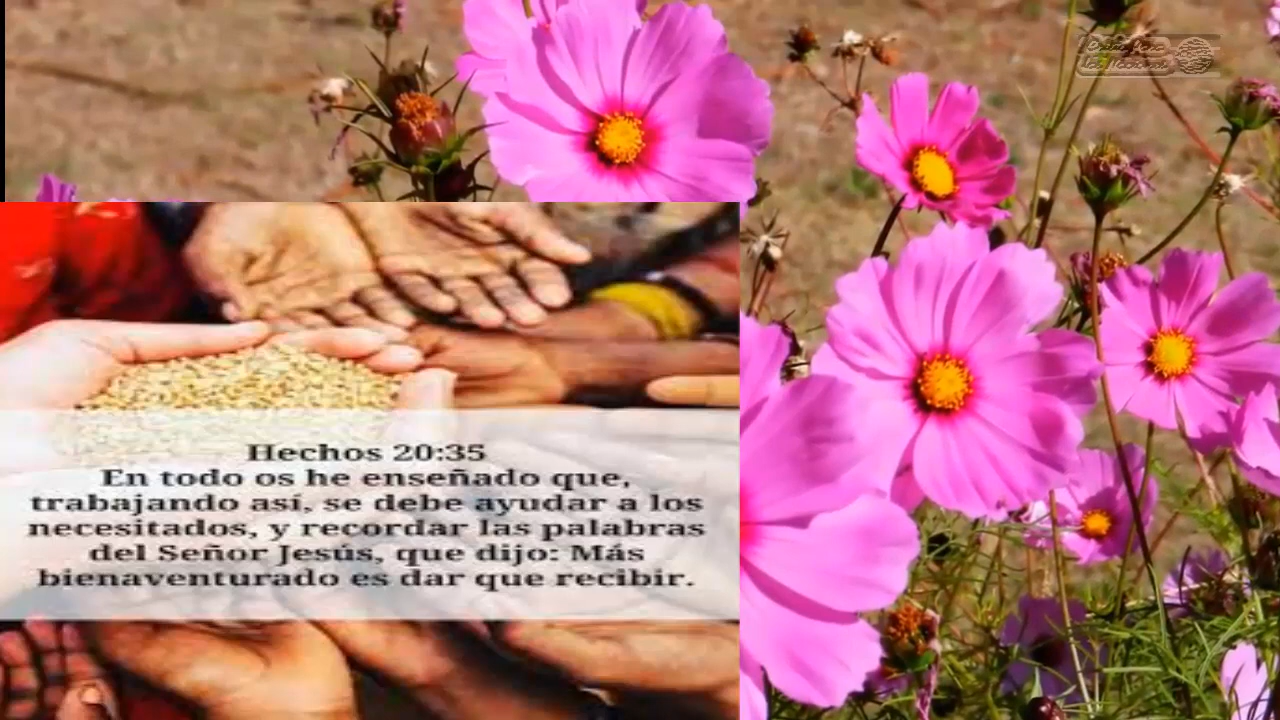 Hechos 20:35
En todo os he enseñado que,
trabajando así, se debe ayudar a los
necesitados, y recordar las palabras
del Señor Jesús, que dijo: Más
bienaventurado es dar que recibir.